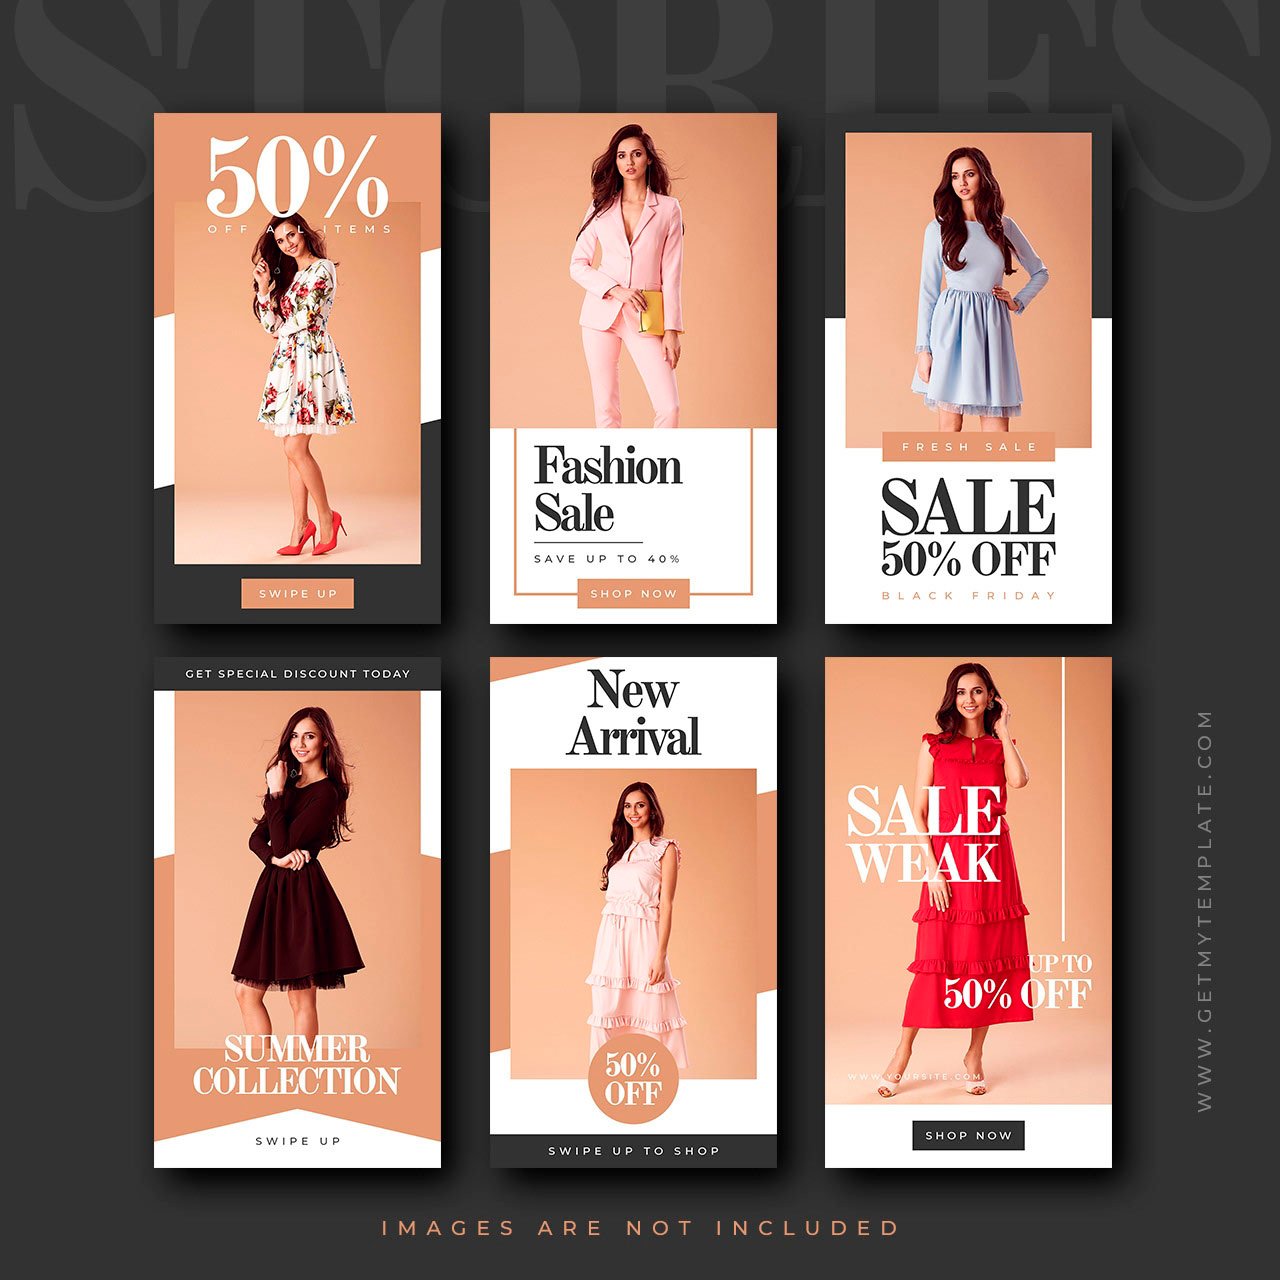 STORIES
50%
OFF ALL ITEMS
SWIPE UP
Fashion
Sale
SAVE UP TO 40%
SHOP NOW
FRESH SALE
SALE
50% OFF
BLACK FRIDAY
GET SPECIAL DISCOUNT TODAY
SUMMER
COLLECTION
SWIPE UP
New
Arrival
50%
OFF
SWIPE UP TO SHOP
SALE
WEAK
UP TO
50% OFF
WWW.YOURSITE.COM
SHOP NOW
WWW.GETMYTEMPLATE.COM
IMAGES ARE NOT INCLUDED